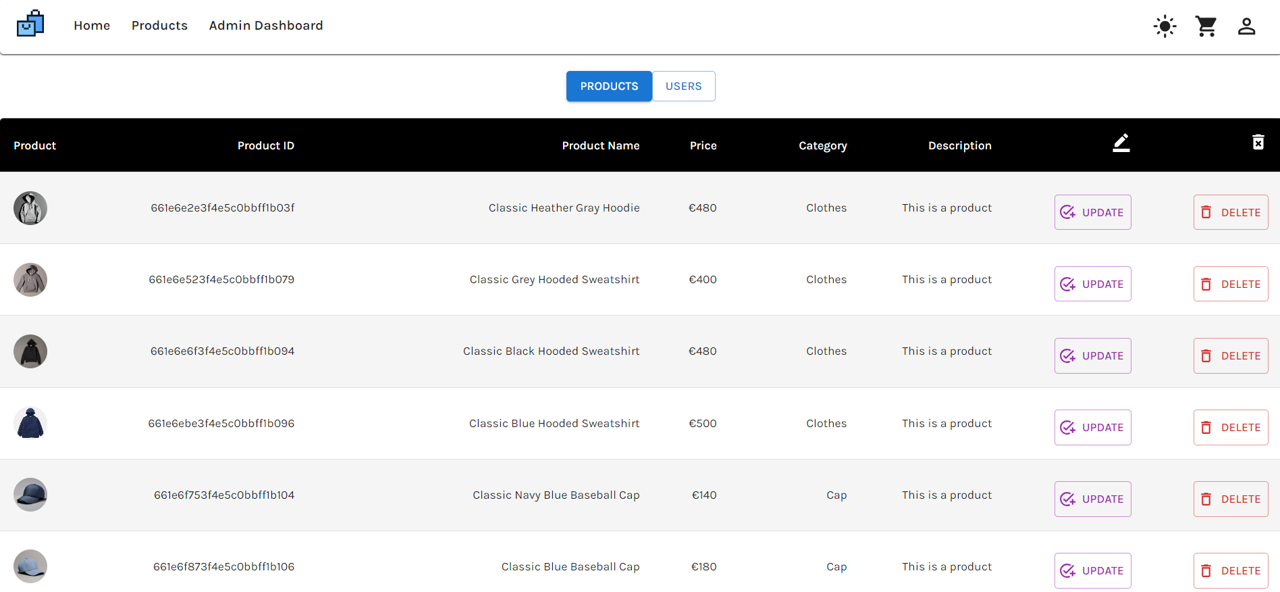 Home Products Admin Dashboard
PRODUCTS USERS
Product Product ID Product Name Price Category Description
661e6e2e3f4e5c0bbff1b03f Classic Heather Gray Hoodie €480 Clothes This is a product UPDATE DELETE
661e6e523f4e5c0bbff1b079 Classic Grey Hooded Sweatshirt €400 Clothes This is a product UPDATE DELETE
661e6e6f3f4e5c0bbff1b094 Classic Black Hooded Sweatshirt €480 Clothes This is a product UPDATE DELETE
661e6ebe3f4e5c0bbff1b096 Classic Blue Hooded Sweatshirt €500 Clothes This is a product UPDATE DELETE
661e6f753f4e5c0bbff1b104 Classic Navy Blue Baseball Cap €140 Cap This is a product UPDATE DELETE
661e6f873f4e5c0bbff1b106 Classic Blue Baseball Cap €180 Cap This is a product UPDATE DELETE